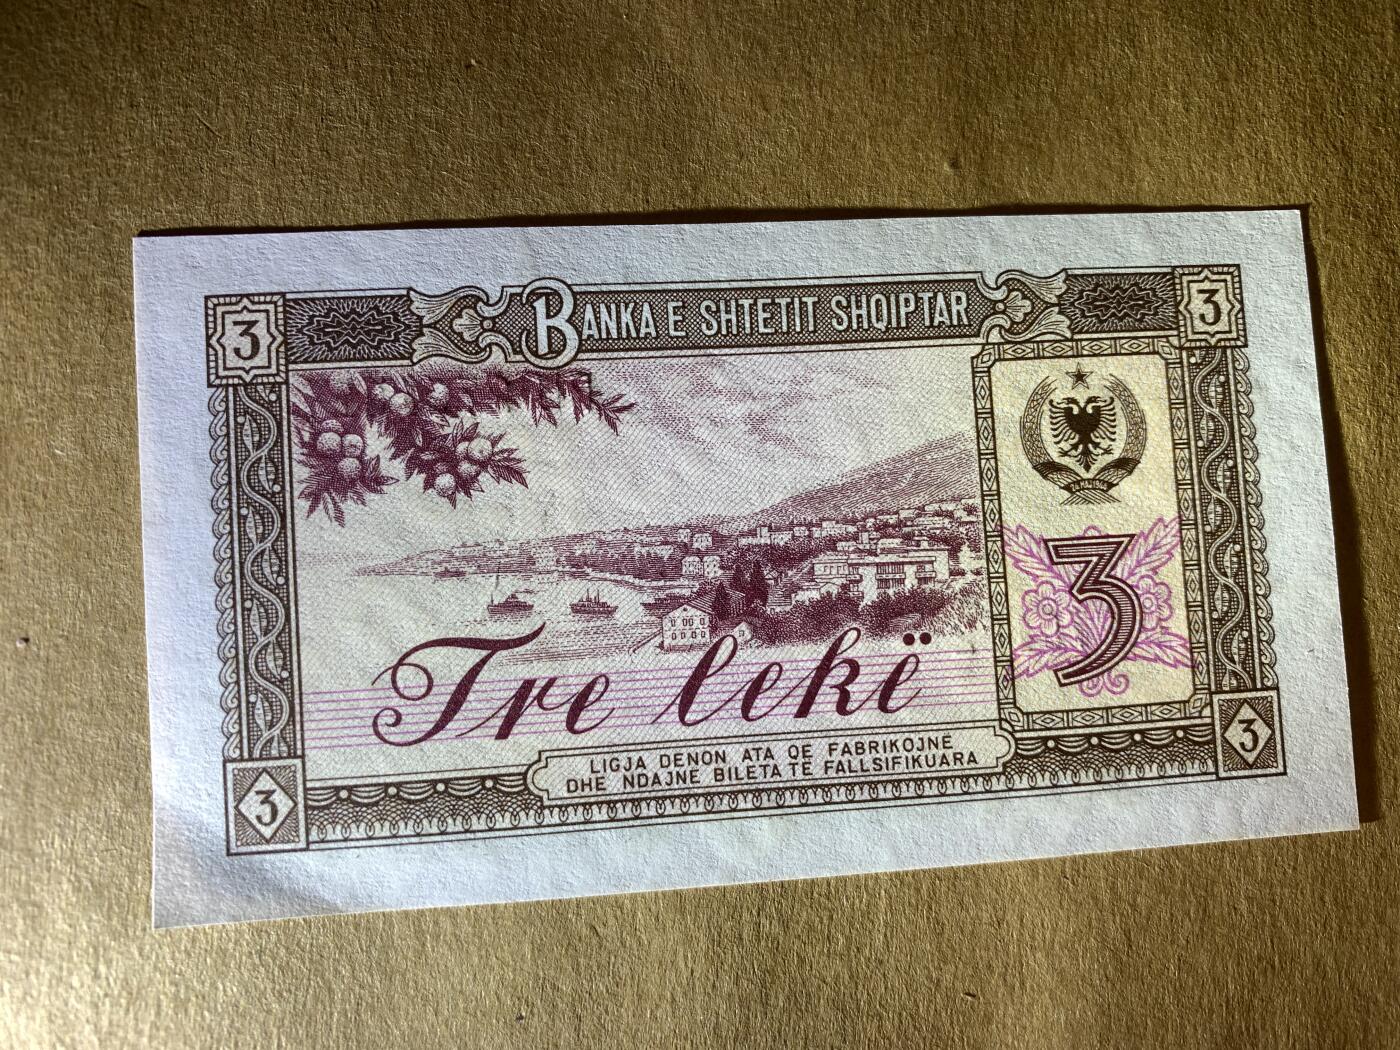 3
BANKA E SHTETIT SHQIPTAR
3
3
Tre lekë
LIGJA DENON ATA QE FABRIKOJNE
DHE NDAJNE BILETA TE FALLSIFIKUARA
3
3